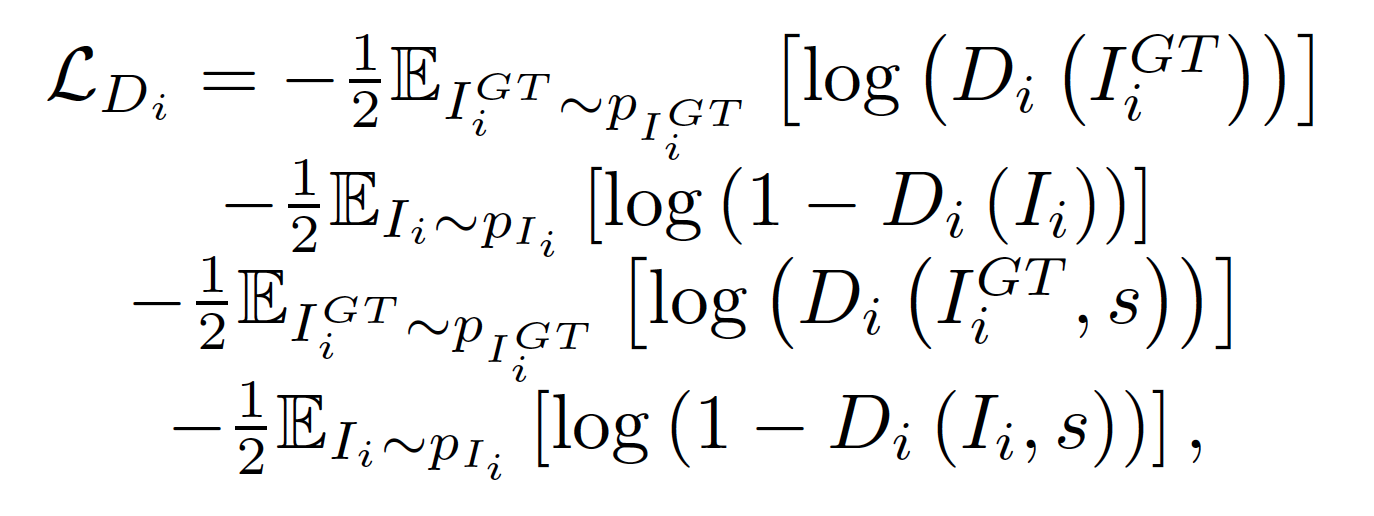 \mathcal{L}_{D_i} = -\frac{1}{2}\mathbb{E}_{I_i^{GT} \sim p_{I_i^{GT}}} \left[\log\left(D_i\left(I_i^{GT}\right)\right)\right]
-\frac{1}{2}\mathbb{E}_{I_i \sim p_{I_i}} \left[\log\left(1 - D_i\left(I_i\right)\right)\right]
-\frac{1}{2}\mathbb{E}_{I_i^{GT} \sim p_{I_i^{GT}}} \left[\log\left(D_i\left(I_i^{GT}, s\right)\right)\right]
-\frac{1}{2}\mathbb{E}_{I_i \sim p_{I_i}} \left[\log\left(1 - D_i\left(I_i, s\right)\right)\right],